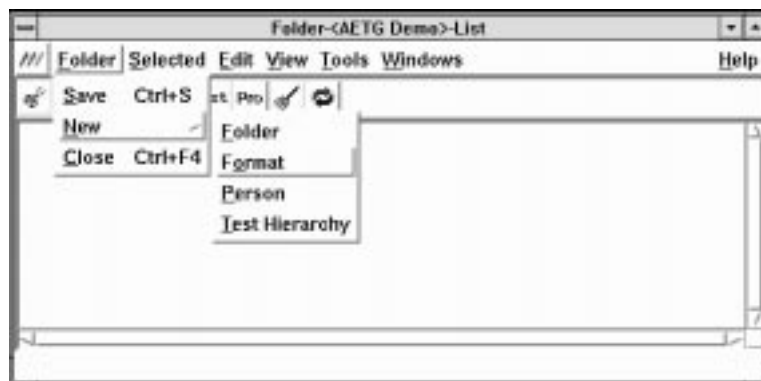 Folder-<AETG Demo>-List
/// Folder Selected Edit View Tools Windows Help
Save Ctrl+S
Pro
New
Close Ctrl+F4
Folder
Format
Person
Test Hierarchy